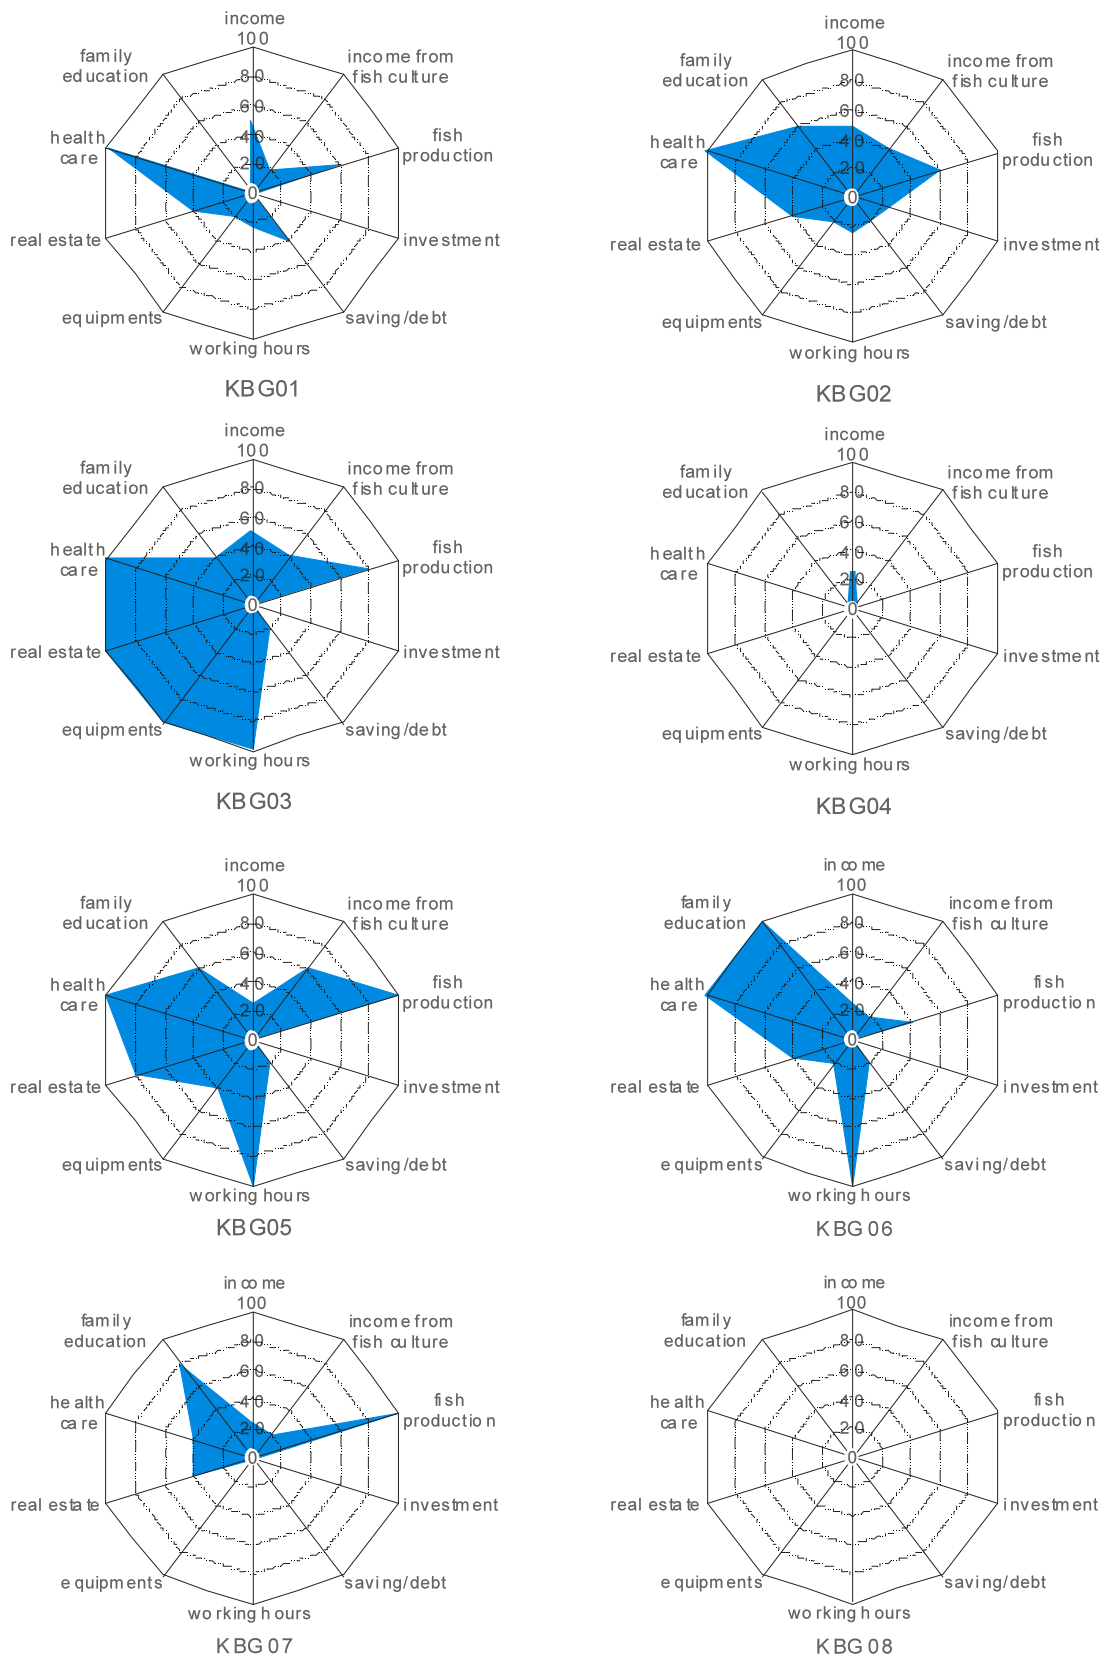 income
100
family
education
income from
fish culture
80
60
health
care
fish
production
40
20
0
real estate
investment
equipments
saving/debt
working hours
KBG01
income
100
family
education
income from
fish culture
80
60
health
care
fish
production
40
20
0
real estate
investment
equipments
saving/debt
working hours
KBG02
income
100
family
education
income from
fish culture
80
60
health
care
fish
production
40
20
0
real estate
investment
equipments
saving/debt
working hours
KBG03
income
100
family
education
income from
fish culture
80
60
health
care
fish
production
40
20
0
real estate
investment
equipments
saving/debt
working hours
KBG04
income
100
family
education
income from
fish culture
80
60
health
care
fish
production
40
20
0
real estate
investment
equipments
saving/debt
working hours
KBG05
income
100
family
education
income from
fish culture
80
60
health
care
fish
production
40
20
0
real estate
investment
equipments
saving/debt
working hours
KBG06
income
100
family
education
income from
fish culture
80
60
health
care
fish
production
40
20
0
real estate
investment
equipments
saving/debt
working hours
KBG07
income
100
family
education
income from
fish culture
80
60
health
care
fish
production
40
20
0
real estate
investment
equipments
saving/debt
working hours
KBG08